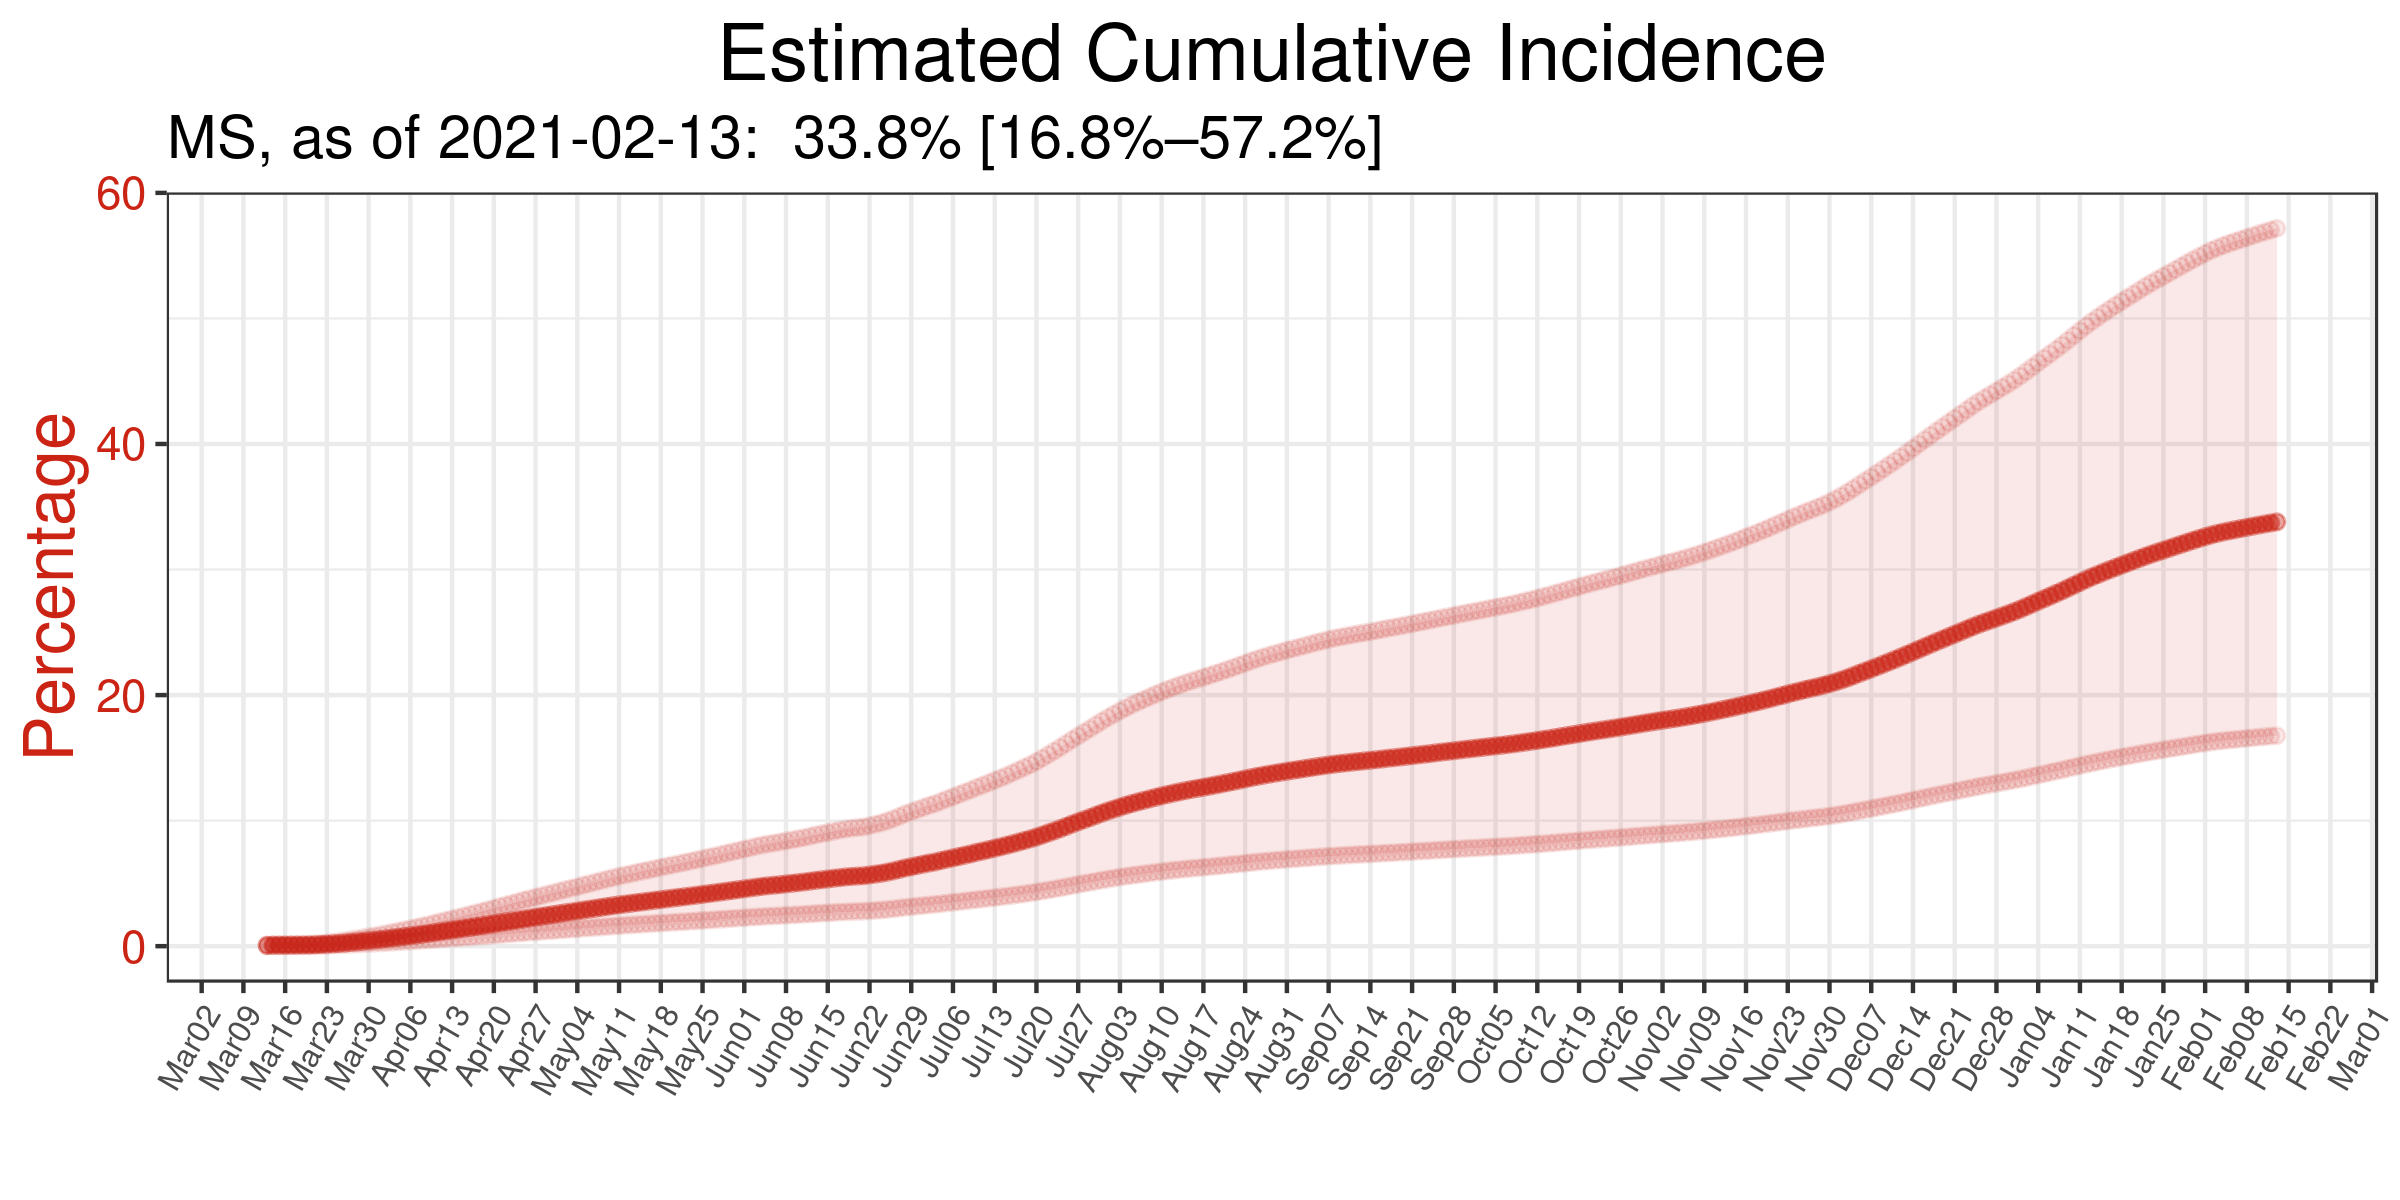 Estimated Cumulative Incidence
MS, as of 2021-02-13:  33.8% [16.8%–57.2%]
Percentage
60
40
20
0
Mar02
Mar09
Mar16
Mar23
Mar30
Apr06
Apr13
Apr20
Apr27
May04
May11
May18
May25
Jun01
Jun08
Jun15
Jun22
Jun29
Jul06
Jul13
Jul20
Jul27
Aug03
Aug10
Aug17
Aug24
Aug31
Sep07
Sep14
Sep21
Sep28
Oct05
Oct12
Oct19
Oct26
Nov02
Nov09
Nov16
Nov23
Nov30
Dec07
Dec14
Dec21
Dec28
Jan04
Jan11
Jan18
Jan25
Feb01
Feb08
Feb15
Feb22
Mar01